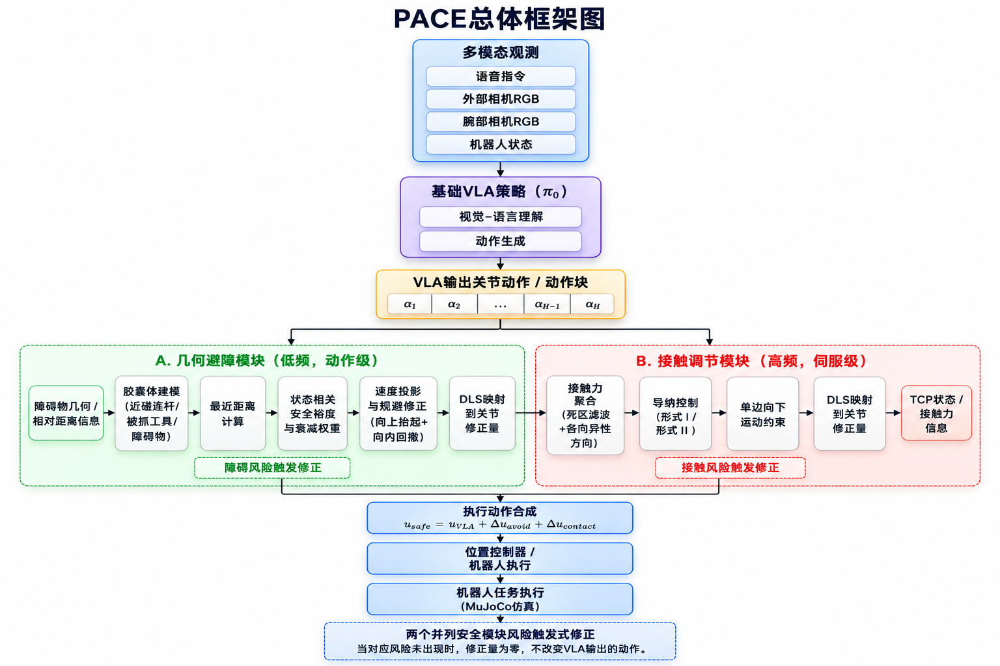 PACE总体框架图
多模态观测
语音指令
外部相机RGB
腕部相机RGB
机器人状态
基础VLA策略（π₀）
视觉-语言理解
动作生成
VLA输出关节动作 / 动作块
α₁
α₂
...
α_{H-1}
α_H
A. 几何避障模块（低频，动作级）
障碍物几何 /
相对距离信息
胶囊体建模
（近碰连杆/
被抓工具/
障碍物）
最近距离
计算
状态相关
安全裕度
与衰减权重
速度投影
与规避修正
（向上抬起+
向内回撤）
DLS映射
到关节
修正量
障碍风险触发修正
B. 接触调节模块（高频，伺服级）
接触力
聚合
（死区滤波
+各向异性
方向）
导纳控制
（形式 I /
形式 II）
单边向下
运动约束
DLS映射
到关节
修正量
TCP状态 /
接触力
信息
接触风险触发修正
执行动作合成
u_{safe} = u_{VLA} + Δu_{avoid} + Δu_{contact}
位置控制器 /
机器人执行
机器人任务执行
（MuJoCo仿真）
两个并列安全模块风险触发式修正
当对应风险未出现时，修正量为零，不改变VLA输出的动作。